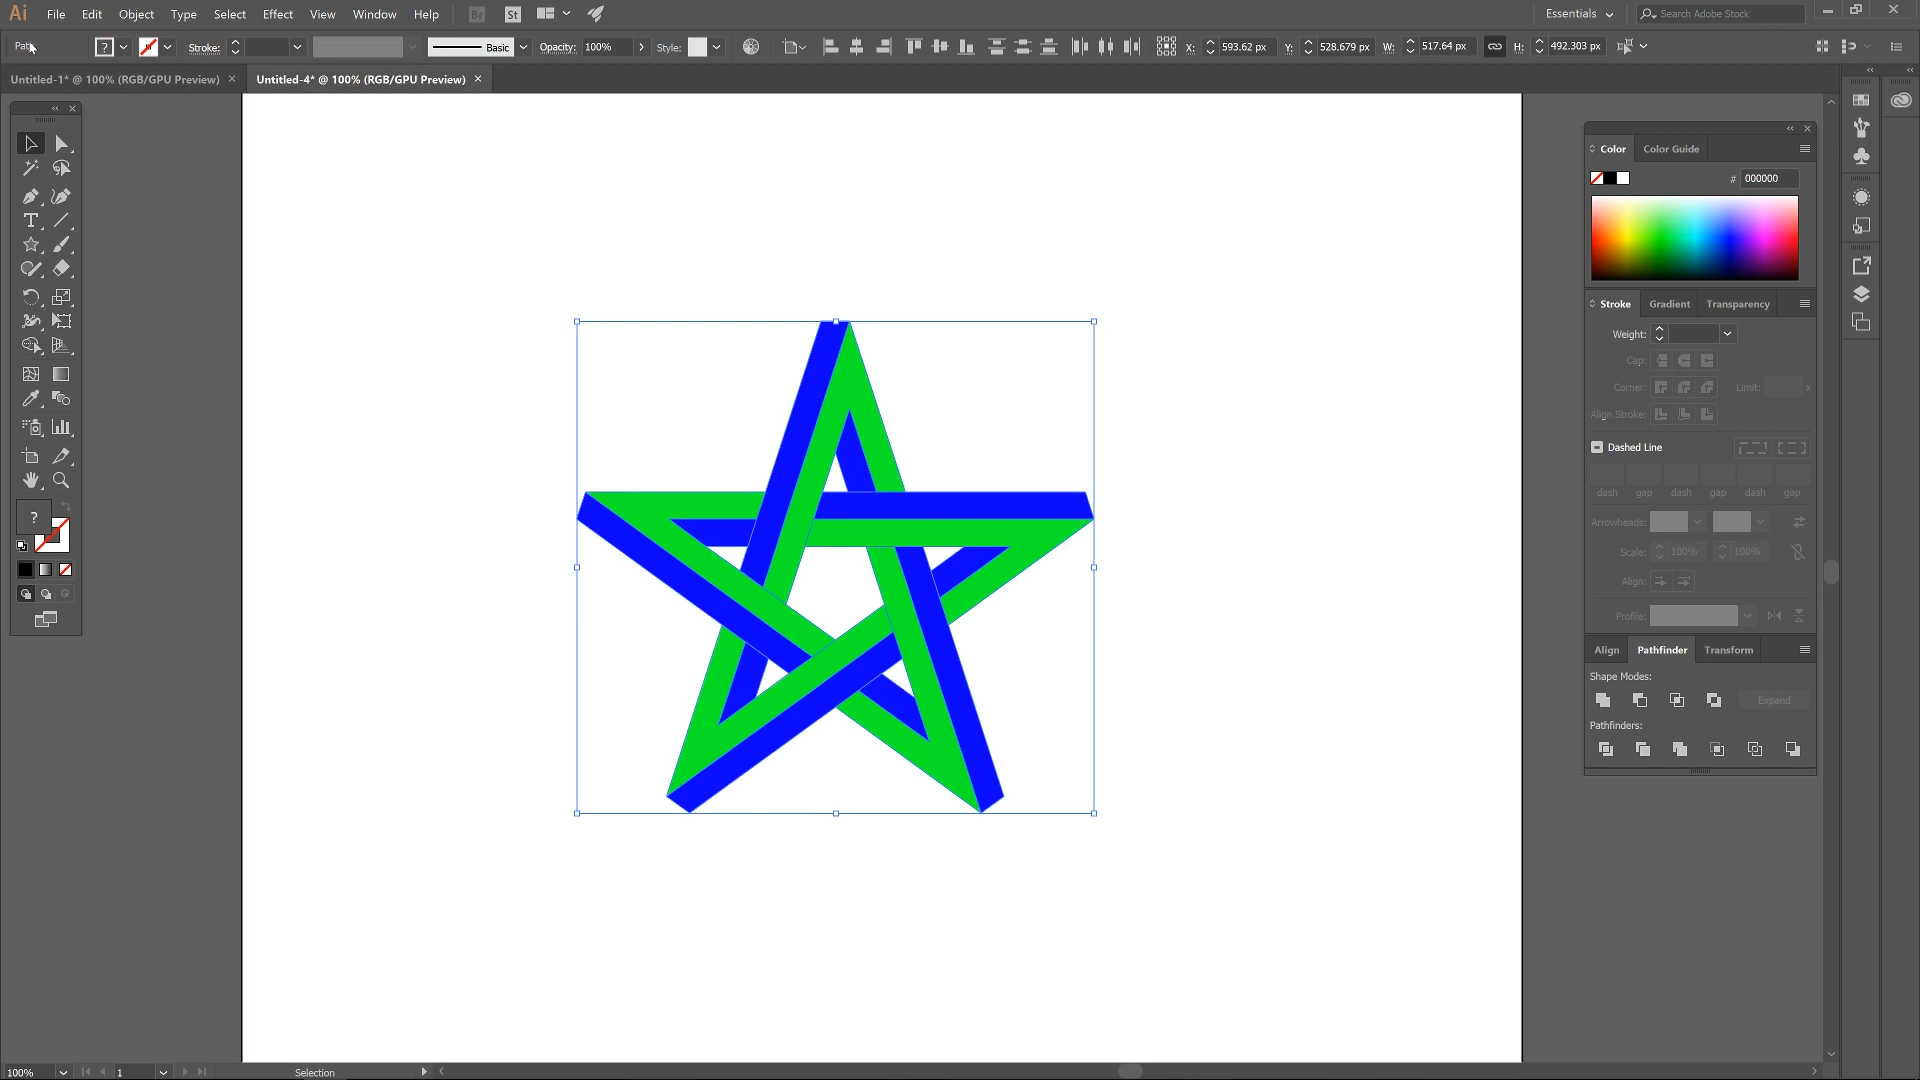 Ai File Edit Object Type Select Effect View Window Help Br St Essentials Search Adobe Stock
Path ? Stroke: Basic Opacity: 100% Style: X: 593.62 px Y: 528.679 px W: 517.64 px H: 492.303 px
Untitled-1* @ 100% (RGB/GPU Preview) × Untitled-4* @ 100% (RGB/GPU Preview) ×
Color Color Guide
# 000000
Stroke Gradient Transparency
Weight:
Cap:
Corner: Limit: x
Align Stroke:
Dashed Line
dash gap dash gap dash gap
Arrowheads:
Scale: 100% 100%
Align:
Profile:
Align Pathfinder Transform
Shape Modes:
Expand
Pathfinders:
T
?
100% 1 Selection